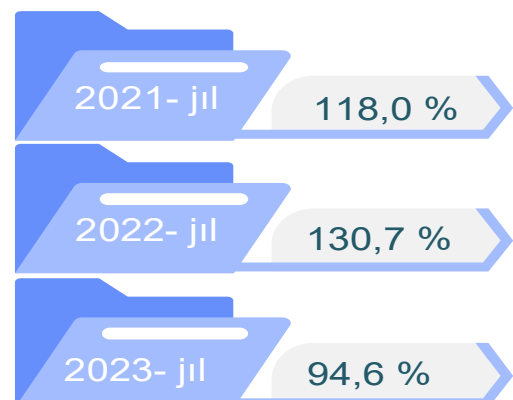 2021- jıl
118,0 %
2022- jıl
130,7 %
2023- jıl
94,6 %